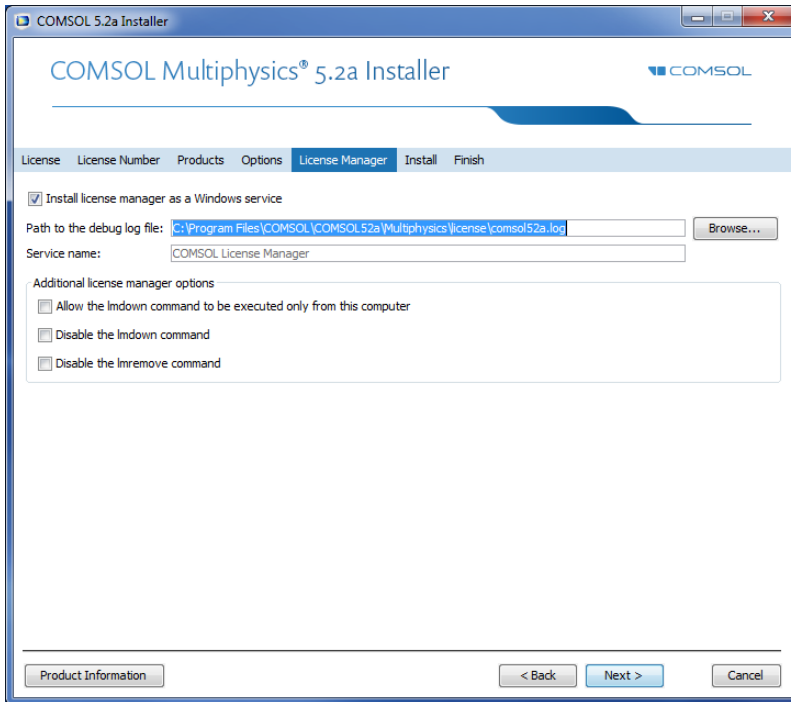 COMSOL 5.2a Installer
COMSOL Multiphysics® 5.2a Installer
COMSOL
License License Number Products Options License Manager Install Finish
Install license manager as a Windows service
Path to the debug log file: C:\Program Files\COMSOL\COMSOL52a\Multiphysics\license\comsol52a.log Browse...
Service name: COMSOL License Manager
Additional license manager options
Allow the lmdown command to be executed only from this computer
Disable the lmdown command
Disable the lmremove command
Product Information < Back Next > Cancel